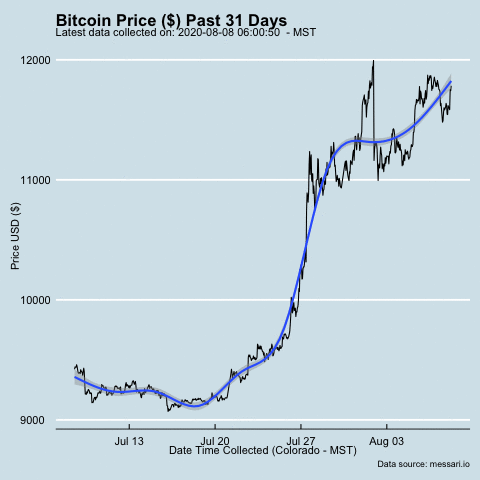 Bitcoin Price ($) Past 31 Days
Latest data collected on: 2020-08-08 06:00:50  - MST
12000
11000
10000
9000
Price USD ($)
Jul 13 Jul 20 Jul 27 Aug 03
Date Time Collected (Colorado - MST)
Data source: messari.io